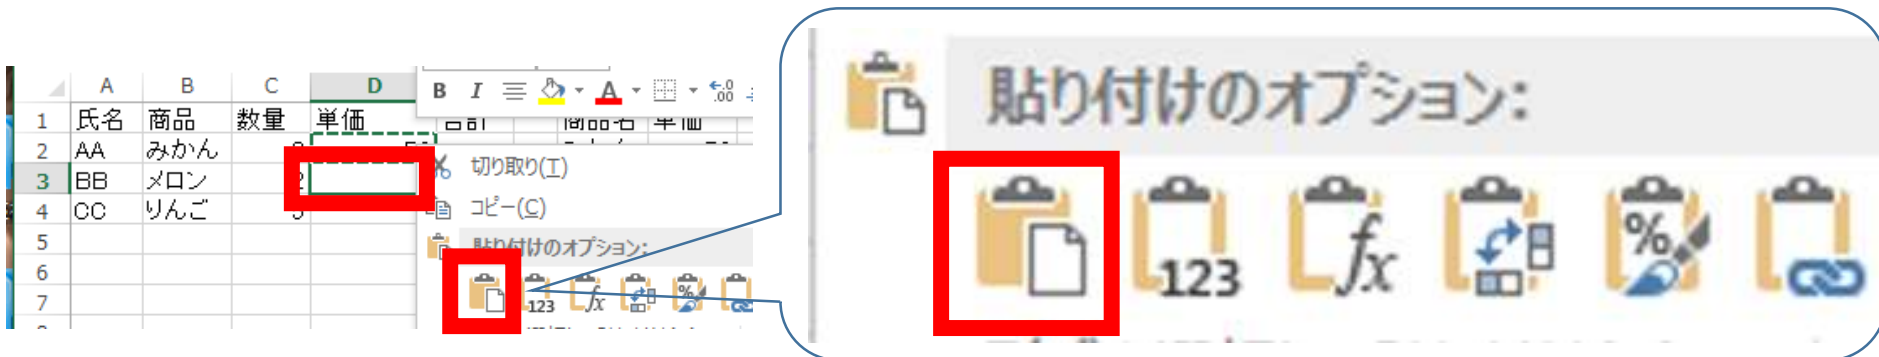 A B C D
B I A
1 氏名 商品 数量 単価
2 AA みかん
3 BB メロン
4 CC りんご
5
6
7
切り取り(T)
コピー(C)
貼り付けのオプション:
123 fx %
貼り付けのオプション:
123 fx %